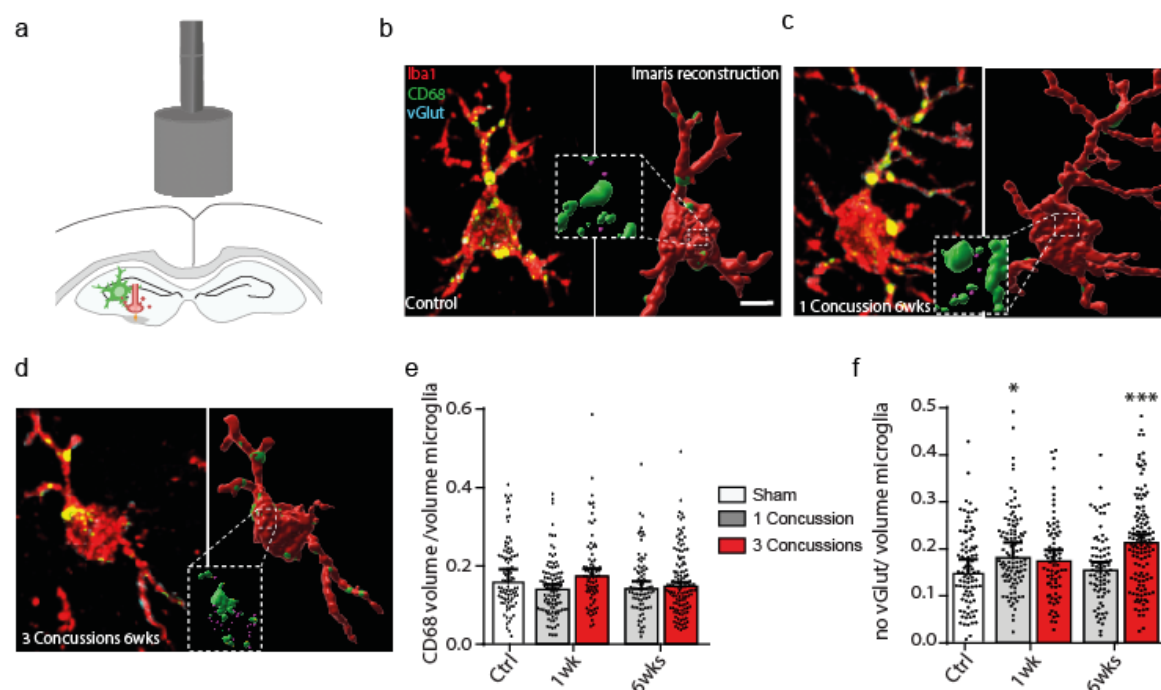 a
b
Iba1
CD68
vGlut
Imaris reconstruction
Control
c
1 Concussion 6wks
d
3 Concussions 6wks
e
CD68 volume /volume microglia
0.6
0.4
0.2
0.0
Ctrl
1wk
6wks
Sham
1 Concussion
3 Concussions
f
no vGlut/ volume microglia
0.5
0.4
0.3
0.2
0.1
0.0
*
***
Ctrl
1wk
6wks